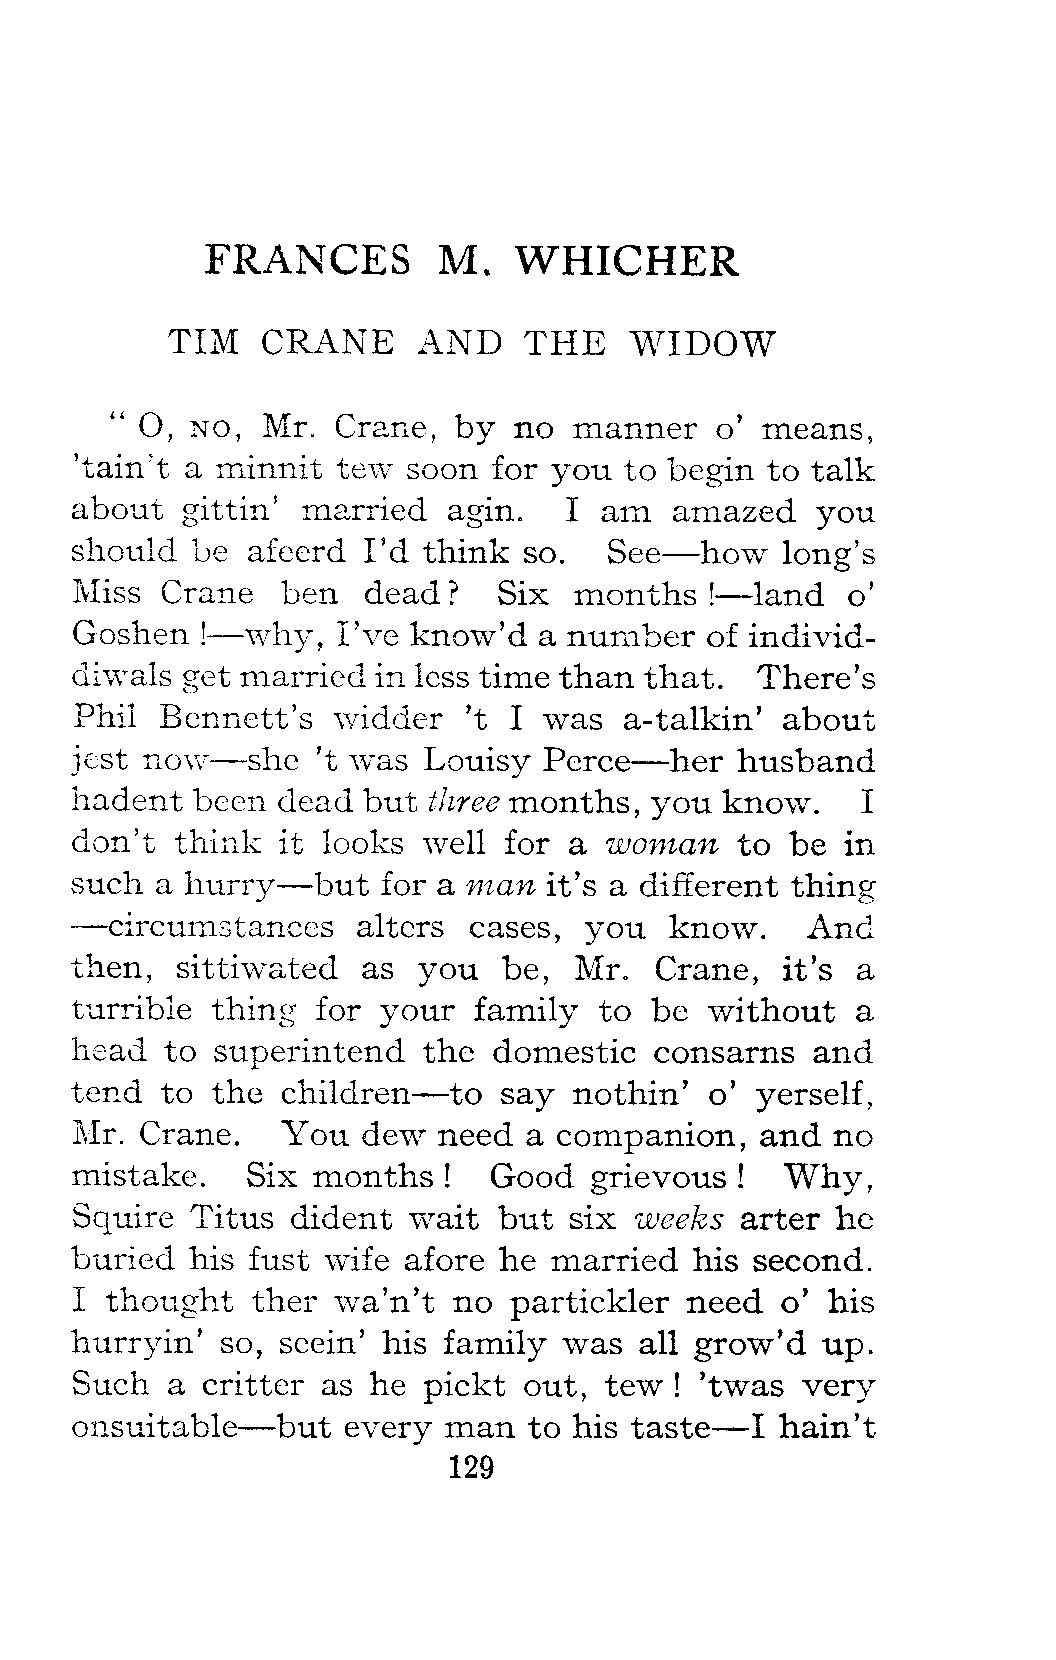 FRANCES M. WHICHER
TIM CRANE AND THE WIDOW
“ O, NO, Mr. Crane, by no manner o' means,
'tain't a minnit tew soon for you to begin to talk
about gittin' married agin. I am amazed you
should be afeerd I'd think so. See—how long's
Miss Crane ben dead? Six months !—land o'
Goshen !—why, I've know'd a number of individ-
diwals get married in less time than that. There's
Phil Bennett's widder 't I was a-talkin' about
jest now—she 't was Louisy Perce—her husband
hadent been dead but three months, you know. I
don't think it looks well for a woman to be in
such a hurry—but for a man it's a different thing
—circumstances alters cases, you know. And
then, sittiwated as you be, Mr. Crane, it's a
turrible thing for your family to be without a
head to superintend the domestic consarns and
tend to the children—to say nothin' o' yerself,
Mr. Crane. You dew need a companion, and no
mistake. Six months ! Good grievous ! Why,
Squire Titus dident wait but six weeks arter he
buried his fust wife afore he married his second.
I thought ther wa'n't no partickler need o' his
hurryin' so, seein' his family was all grow'd up.
Such a critter as he pickt out, tew ! 'twas very
onsuitable—but every man to his taste—I hain't
129